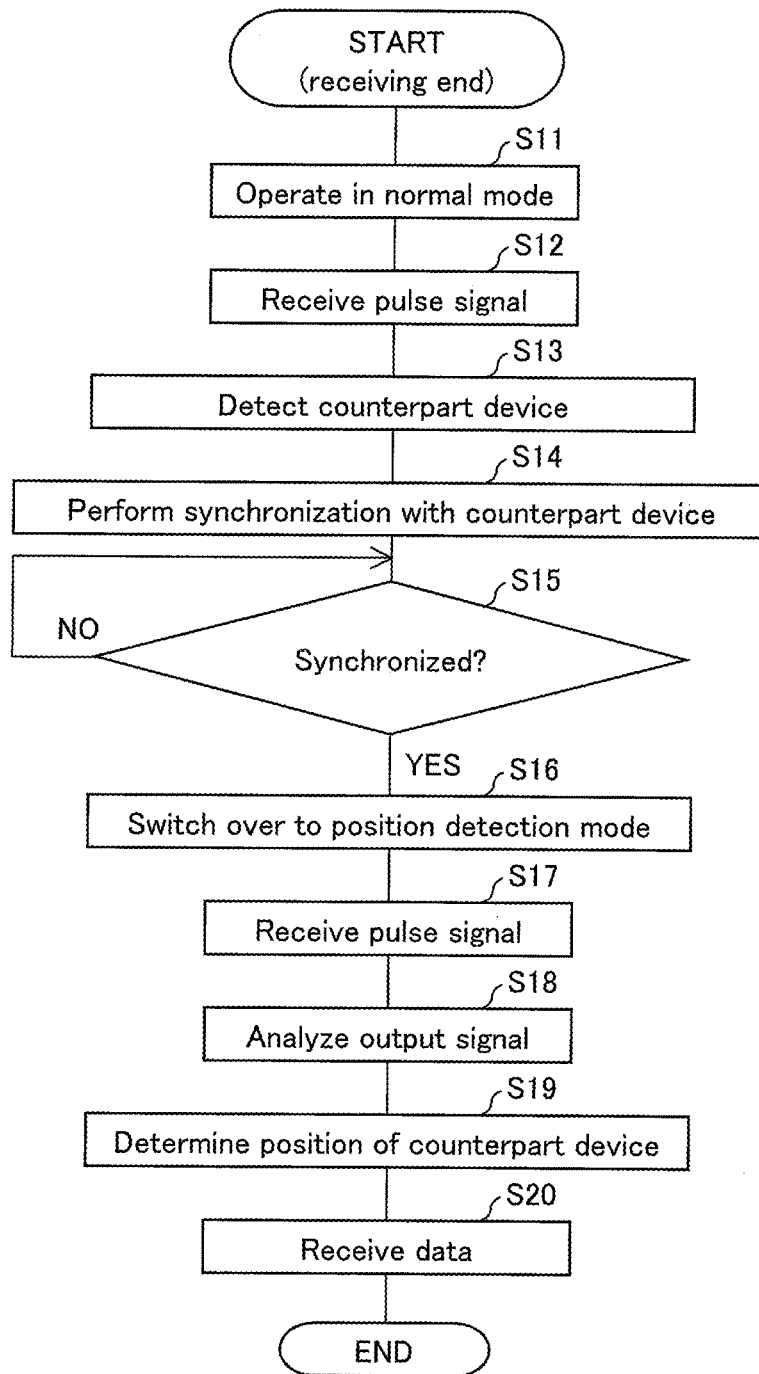 START
(receiving end)
S11
Operate in normal mode
S12
Receive pulse signal
S13
Detect counterpart device
S14
Perform synchronization with counterpart device
S15
NO
Synchronized?
YES
S16
Switch over to position detection mode
S17
Receive pulse signal
S18
Analyze output signal
S19
Determine position of counterpart device
S20
Receive data
END